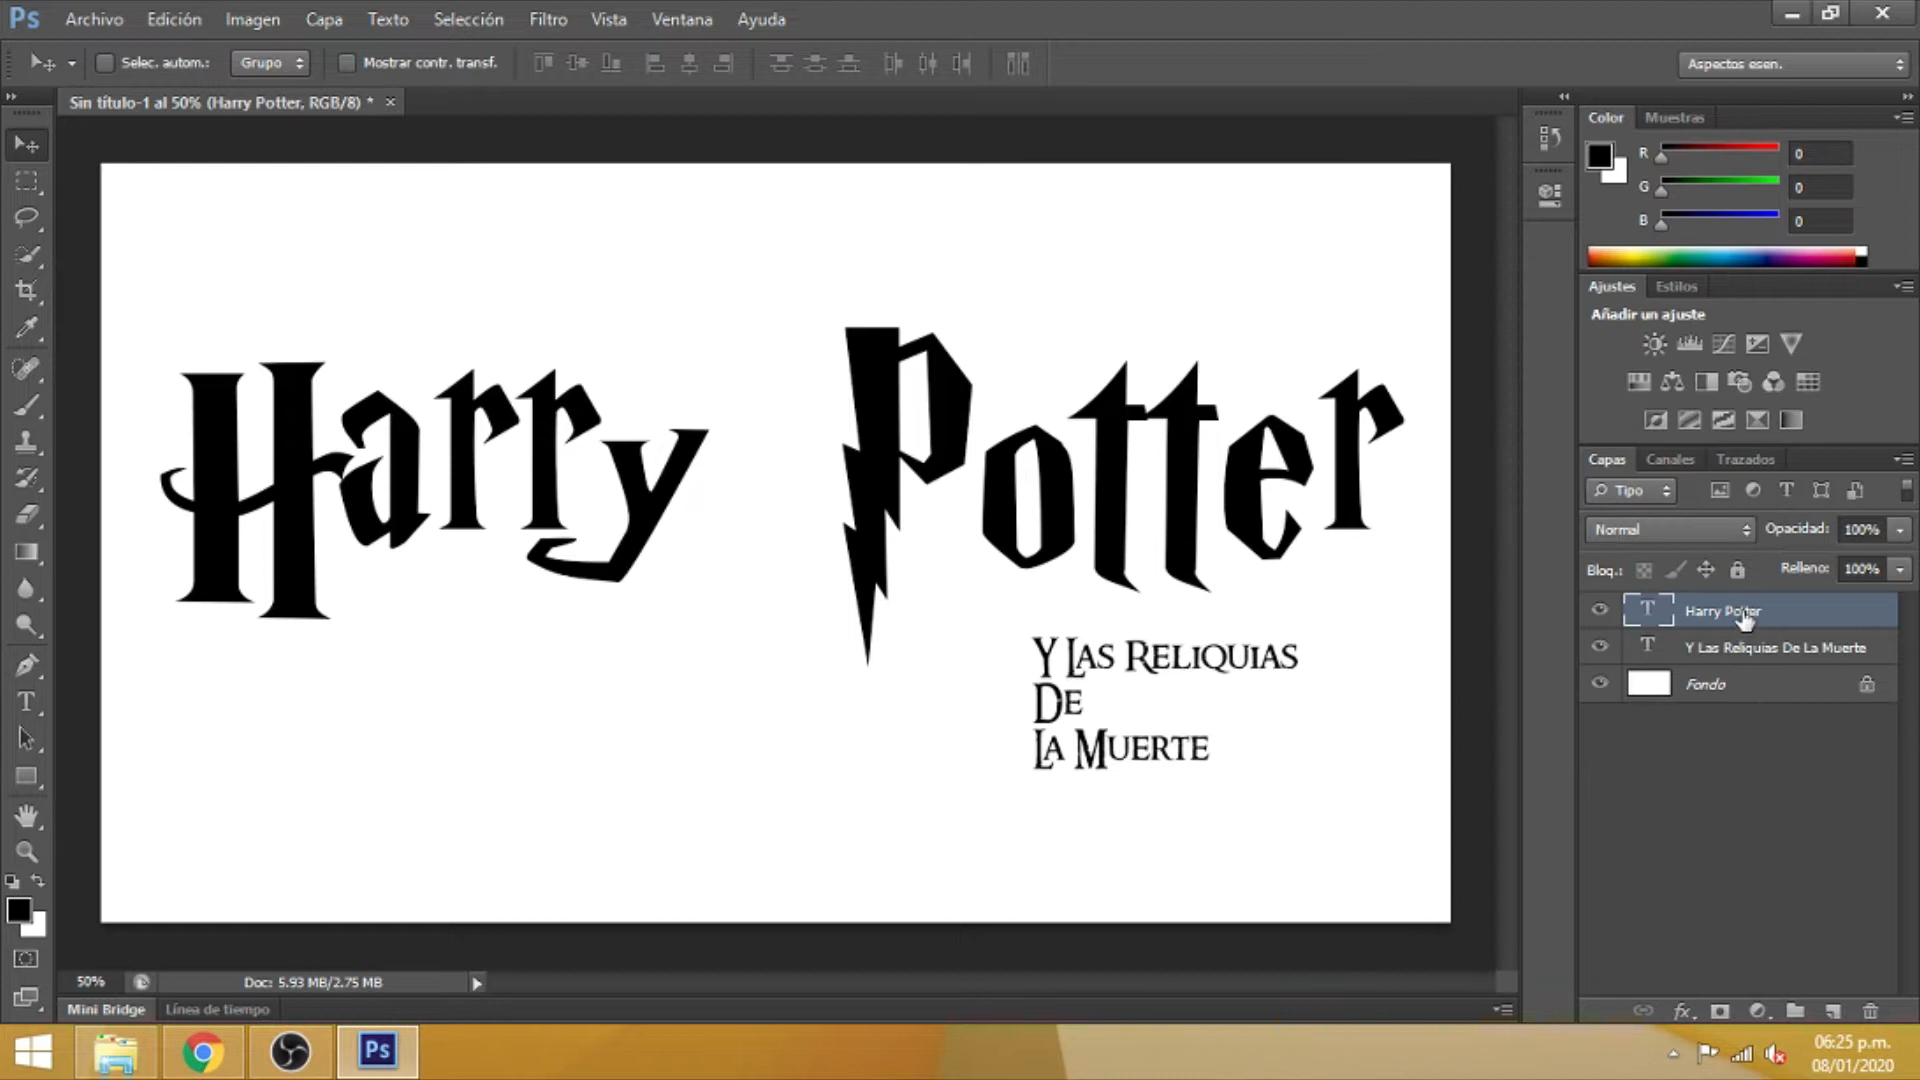 Ps Archivo Edición Imagen Capa Texto Selección Filtro Vista Ventana Ayuda
Selec. autom.: Grupo Mostrar contr. transf. Aspectos esen.
Sin título-1 al 50% (Harry Potter, RGB/8) * ×
Color Muestras
R 0
G 0
B 0
Ajustes Estilos
Añadir un ajuste
Harry Potter
Y Las Reliquias
De
La Muerte
Capas Canales Trazados
Tipo
Normal Opacidad: 100%
Bloq.: Relleno: 100%
T Harry Potter
T Y Las Reliquias De La Muerte
Fondo
50% Doc: 5.93 MB/2.75 MB
Mini Bridge Línea de tiempo
fx
Ps
06:25 p.m.
08/01/2020